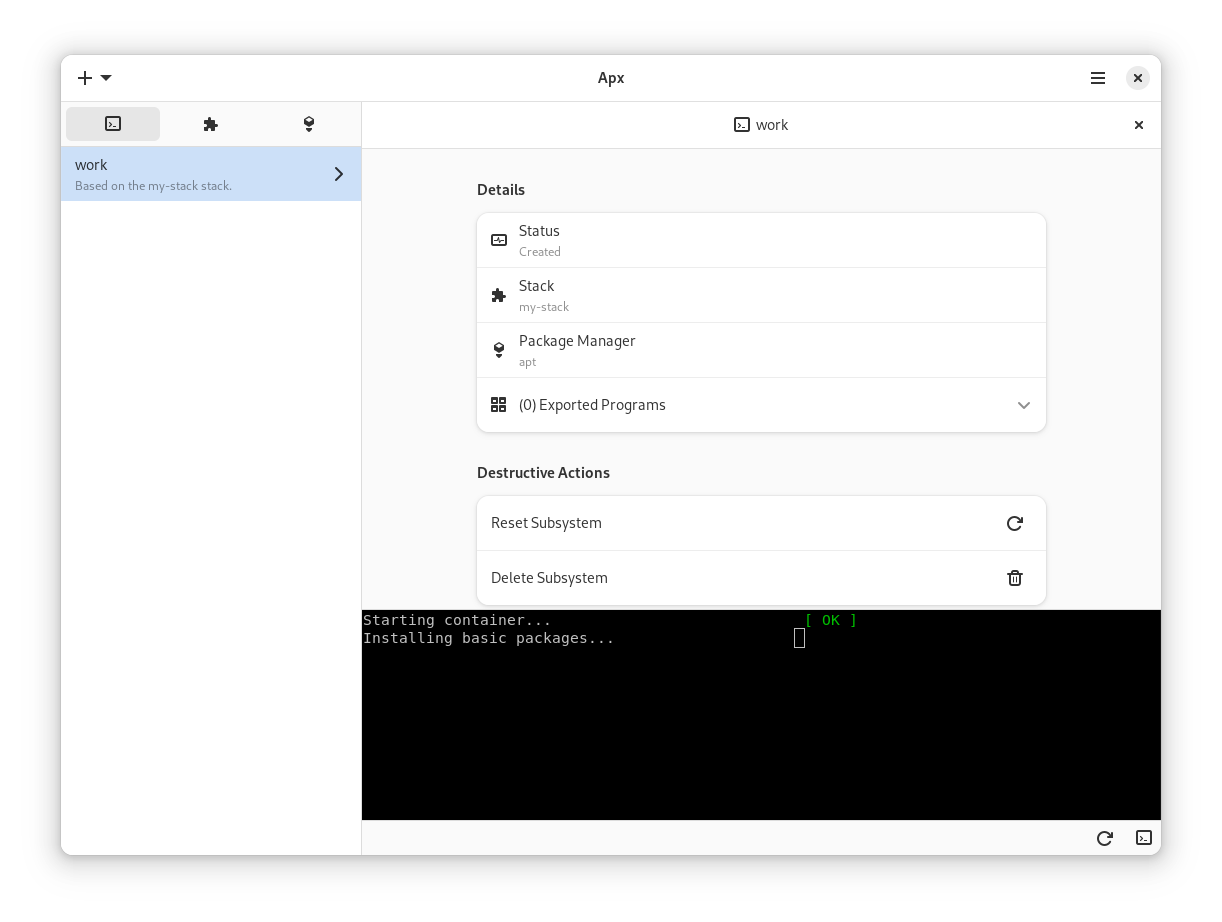 Apx
work
work
Based on the my-stack stack.
Details
Status
Created
Stack
my-stack
Package Manager
apt
(0) Exported Programs
Destructive Actions
Reset Subsystem
Delete Subsystem
Starting container... [ OK ]
Installing basic packages...